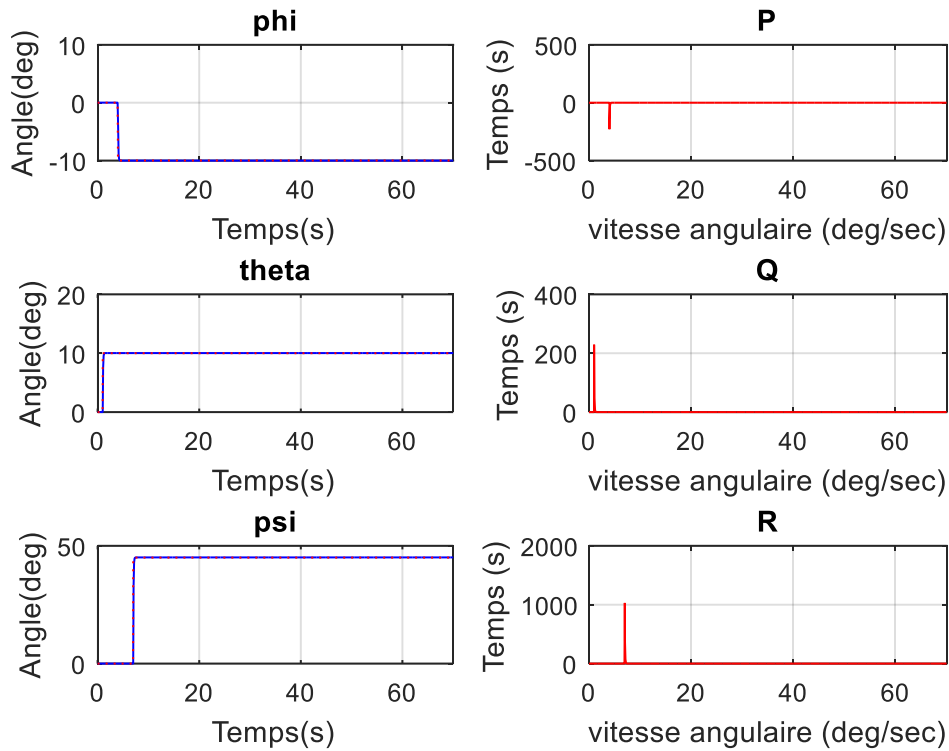 phi
Angle(deg)
10
0
-10
0 20 40 60
Temps(s)
P
Temps (s)
500
0
-500
0 20 40 60
vitesse angulaire (deg/sec)
theta
Angle(deg)
20
10
0
0 20 40 60
Temps(s)
Q
Temps (s)
400
200
0
0 20 40 60
vitesse angulaire (deg/sec)
psi
Angle(deg)
50
0
0 20 40 60
Temps(s)
R
Temps (s)
2000
1000
0
0 20 40 60
vitesse angulaire (deg/sec)